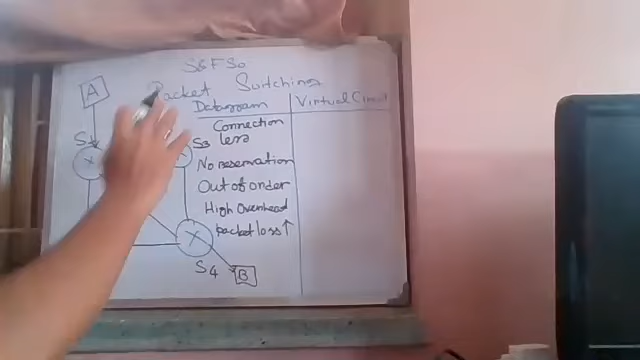 S&FSo
Packet Switching
Datagram
Virtual Circuit
A
Connection
less
S3
No reservation
Out of order
High Overhead
packet loss ↑
S4
B